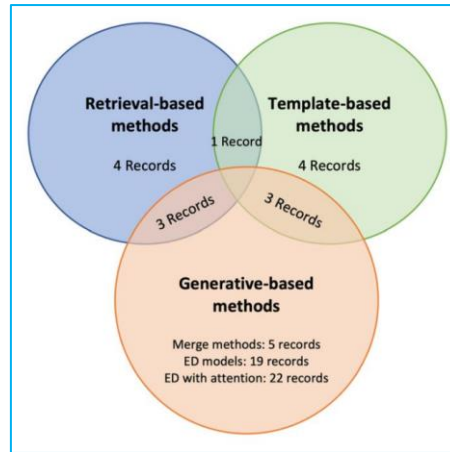 Retrieval-based
methods
4 Records
Template-based
methods
4 Records
1 Record
3 Records
3 Records
Generative-based
methods
Merge methods: 5 records
ED models: 19 records
ED with attention: 22 records